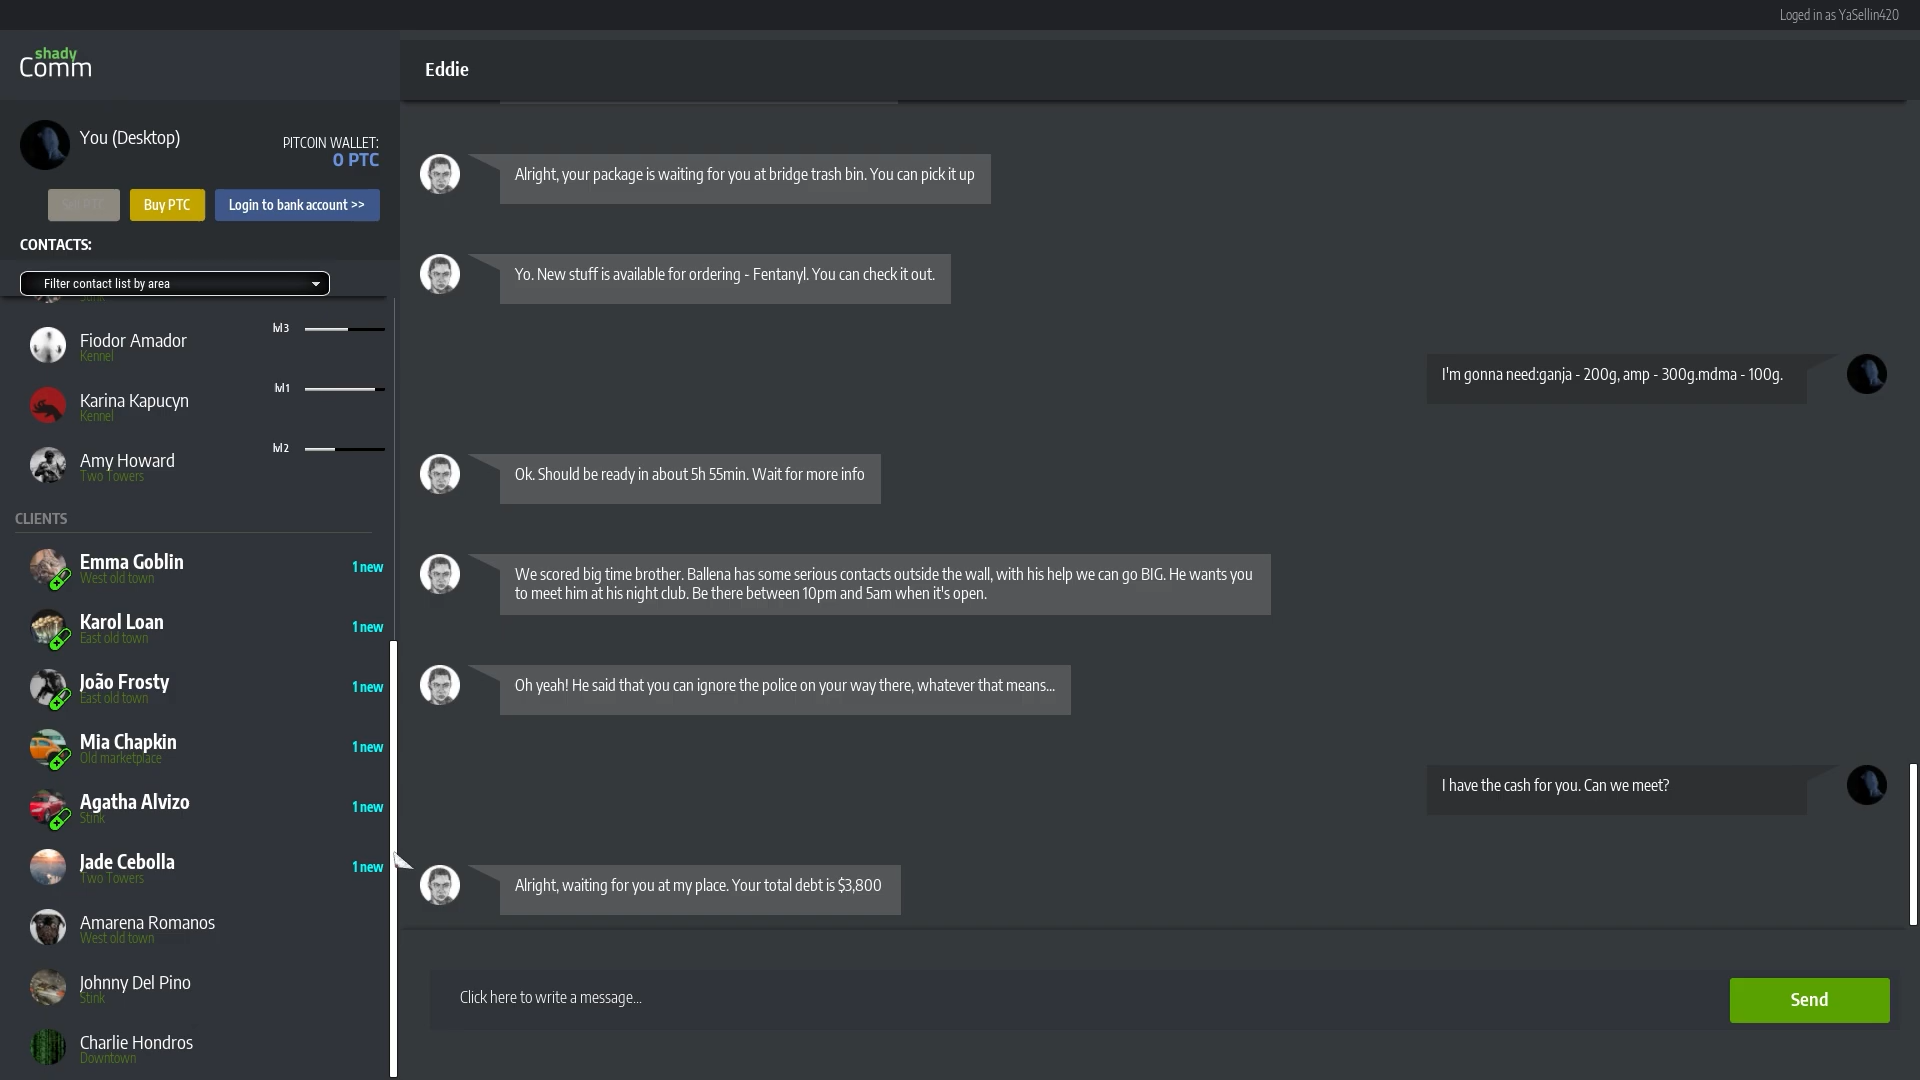 Loged in as YaSellin420
shady
Comm
Eddie
You (Desktop)
PITCOIN WALLET:
0 PTC
Sell PTC
Buy PTC
Login to bank account >>
CONTACTS:
Filter contact list by area
Stink
Fiodor Amador
Kennel
lvl 3
Karina Kapucyn
Kennel
lvl 1
Amy Howard
Two Towers
lvl 2
CLIENTS
Emma Goblin
West old town
1 new
Karol Loan
East old town
1 new
João Frosty
East old town
1 new
Mia Chapkin
Old marketplace
1 new
Agatha Alvizo
Stink
1 new
Jade Cebolla
Two Towers
1 new
Amarena Romanos
West old town
Johnny Del Pino
Stink
Charlie Hondros
Downtown
Alright, your package is waiting for you at bridge trash bin. You can pick it up
Yo. New stuff is available for ordering - Fentanyl. You can check it out.
I'm gonna need:ganja - 200g, amp - 300g.mdma - 100g.
Ok. Should be ready in about 5h 55min. Wait for more info
We scored big time brother. Ballena has some serious contacts outside the wall, with his help we can go BIG. He wants you
to meet him at his night club. Be there between 10pm and 5am when it's open.
Oh yeah! He said that you can ignore the police on your way there, whatever that means...
I have the cash for you. Can we meet?
Alright, waiting for you at my place. Your total debt is $3,800
Click here to write a message...
Send